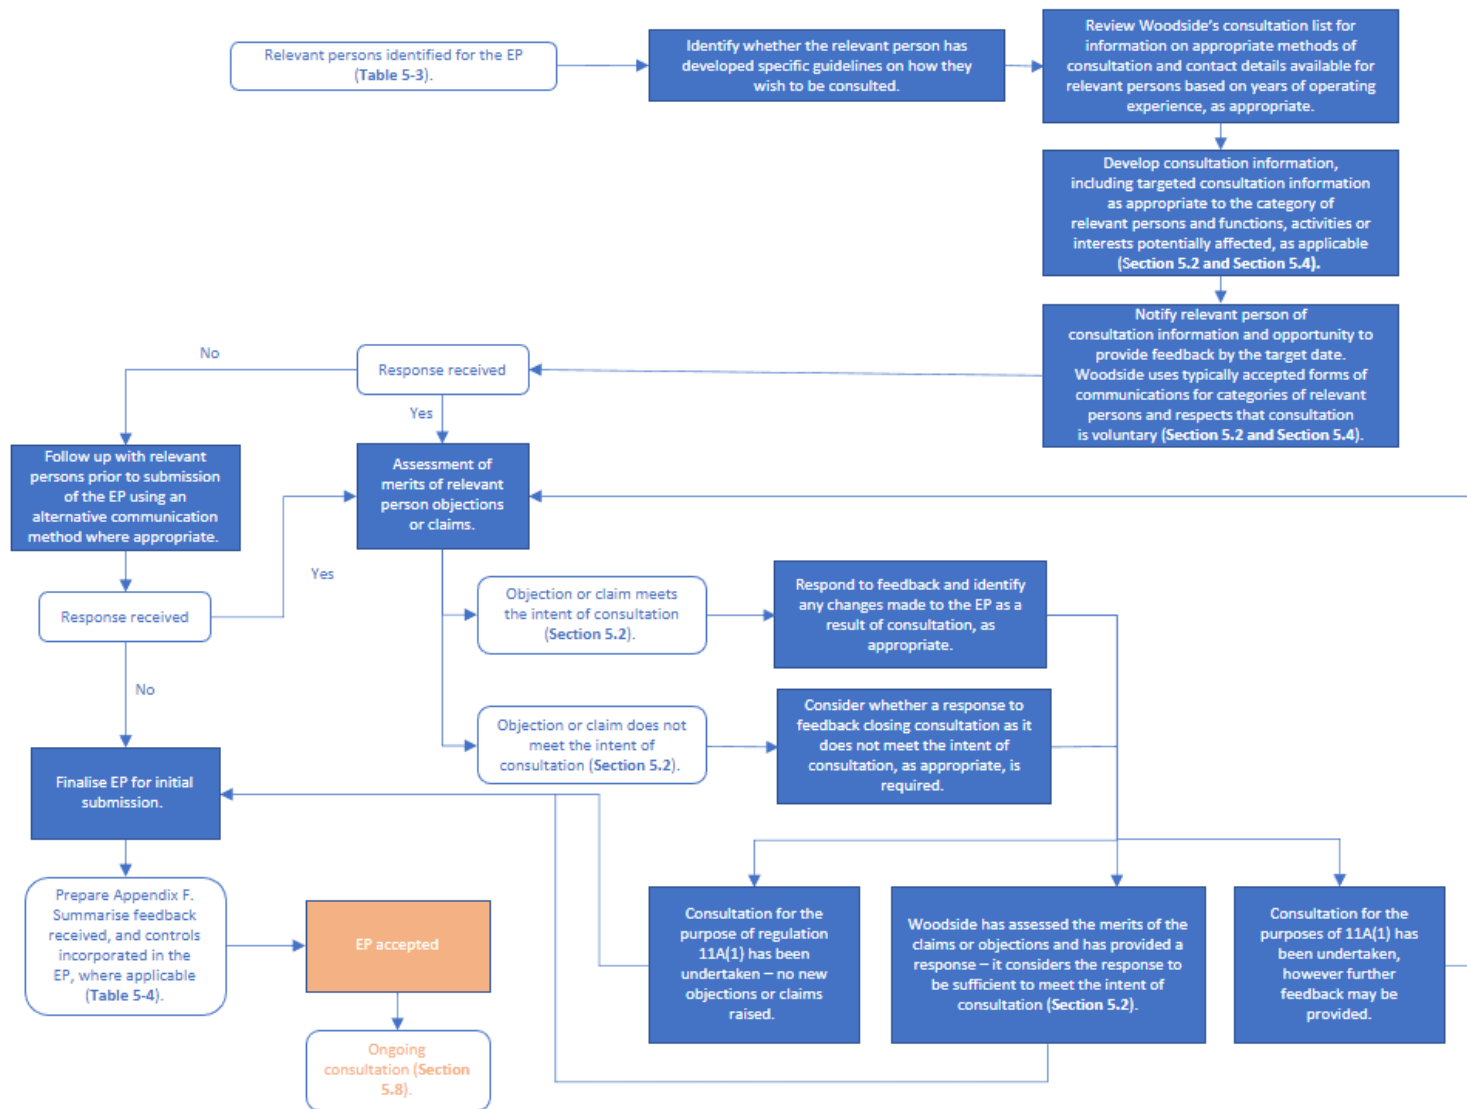 Relevant persons identified for the EP
(Table 5-3).
Identify whether the relevant person has
developed specific guidelines on how they
wish to be consulted.
Review Woodside's consultation list for
information on appropriate methods of
consultation and contact details available for
relevant persons based on years of operating
experience, as appropriate.
Develop consultation information,
including targeted consultation information
as appropriate to the category of
relevant persons and functions, activities or
interests potentially affected, as applicable
(Section 5.2 and Section 5.4).
Notify relevant person of
consultation information and opportunity to
provide feedback by the target date.
Woodside uses typically accepted forms of
communications for categories of relevant
persons and respects that consultation
is voluntary (Section 5.2 and Section 5.4).
Response received
No
Yes
Follow up with relevant
persons prior to submission
of the EP using an
alternative communication
method where appropriate.
Assessment of
merits of relevant
person objections
or claims.
Yes
Response received
No
Objection or claim meets
the intent of consultation
(Section 5.2).
Respond to feedback and identify
any changes made to the EP as a
result of consultation, as
appropriate.
Objection or claim does not
meet the intent of
consultation (Section 5.2).
Consider whether a response to
feedback closing consultation as it
does not meet the intent of
consultation, as appropriate, is
required.
Finalise EP for initial
submission.
Prepare Appendix F.
Summarise feedback
received, and controls
incorporated in the
EP, where applicable
(Table 5-4).
EP accepted
Ongoing
consultation (Section
5.8).
Consultation for the
purpose of regulation
11A(1) has been
undertaken – no new
objections or claims
raised.
Woodside has assessed the merits of the
claims or objections and has provided a
response – it considers the response to
be sufficient to meet the intent of
consultation (Section 5.2).
Consultation for the
purposes of 11A(1) has
been undertaken,
however further
feedback may be
provided.